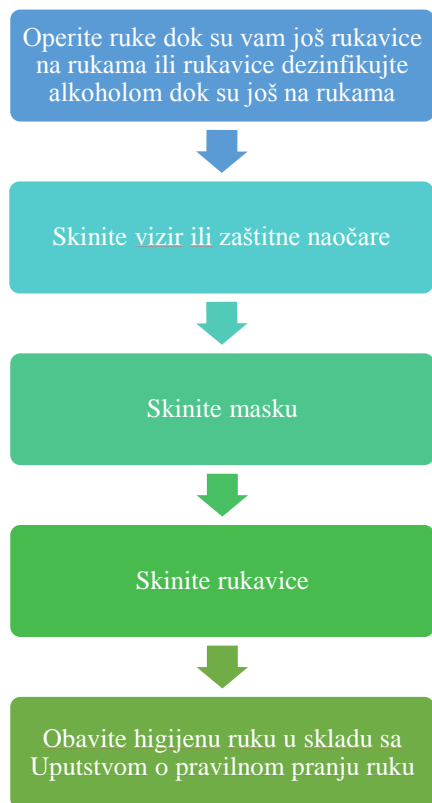 Operite ruke dok su vam još rukavice
na rukama ili rukavice dezinfikujte
alkoholom dok su još na rukama
Skinite vizir ili zaštitne naočare
Skinite masku
Skinite rukavice
Obavite higijenu ruku u skladu sa
Uputstvom o pravilnom pranju ruku